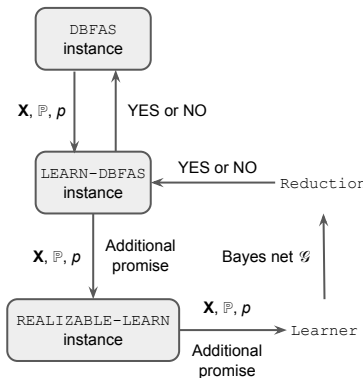 DBFAS
instance
X, ℙ, p
YES or NO
YES or NO
LEARN-DBFAS
instance
Reduction
X, ℙ, p
Additional
promise
Bayes net 𝒢
X, ℙ, p
REALIZABLE-LEARN
instance
Learner
Additional
promise